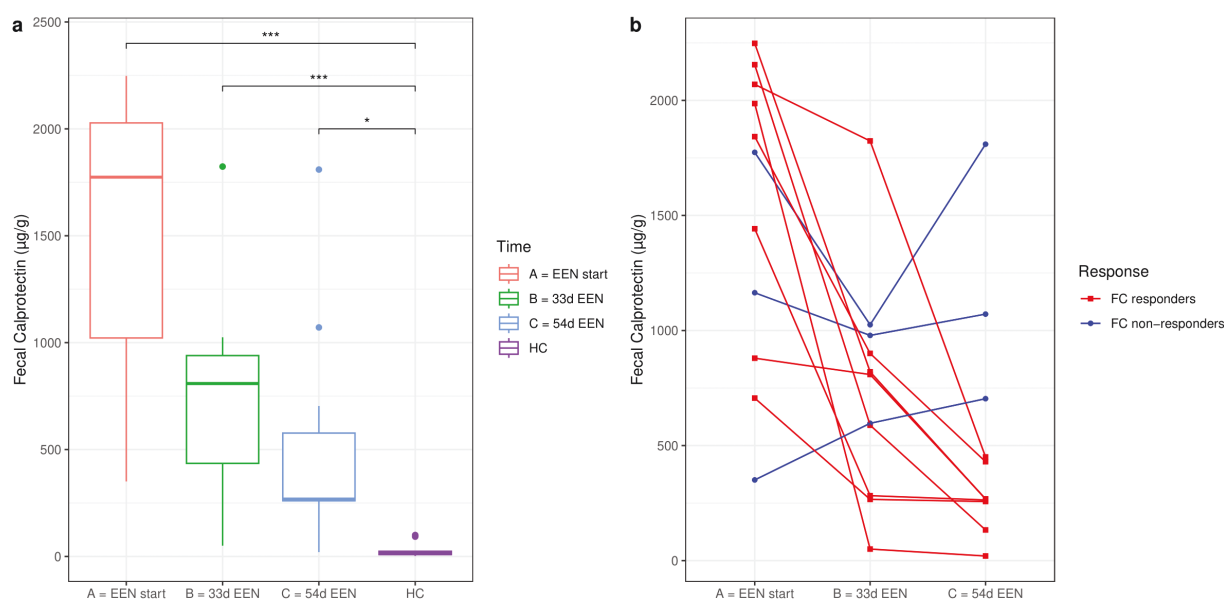 a
Fecal Calprotectin (µg/g)
2500
2000
1500
1000
500
0
***
***
*
A = EEN start
B = 33d EEN
C = 54d EEN
HC
Time
A = EEN start
B = 33d EEN
C = 54d EEN
HC
b
Fecal Calprotectin (µg/g)
2000
1500
1000
500
0
A = EEN start
B = 33d EEN
C = 54d EEN
Response
FC responders
FC non−responders